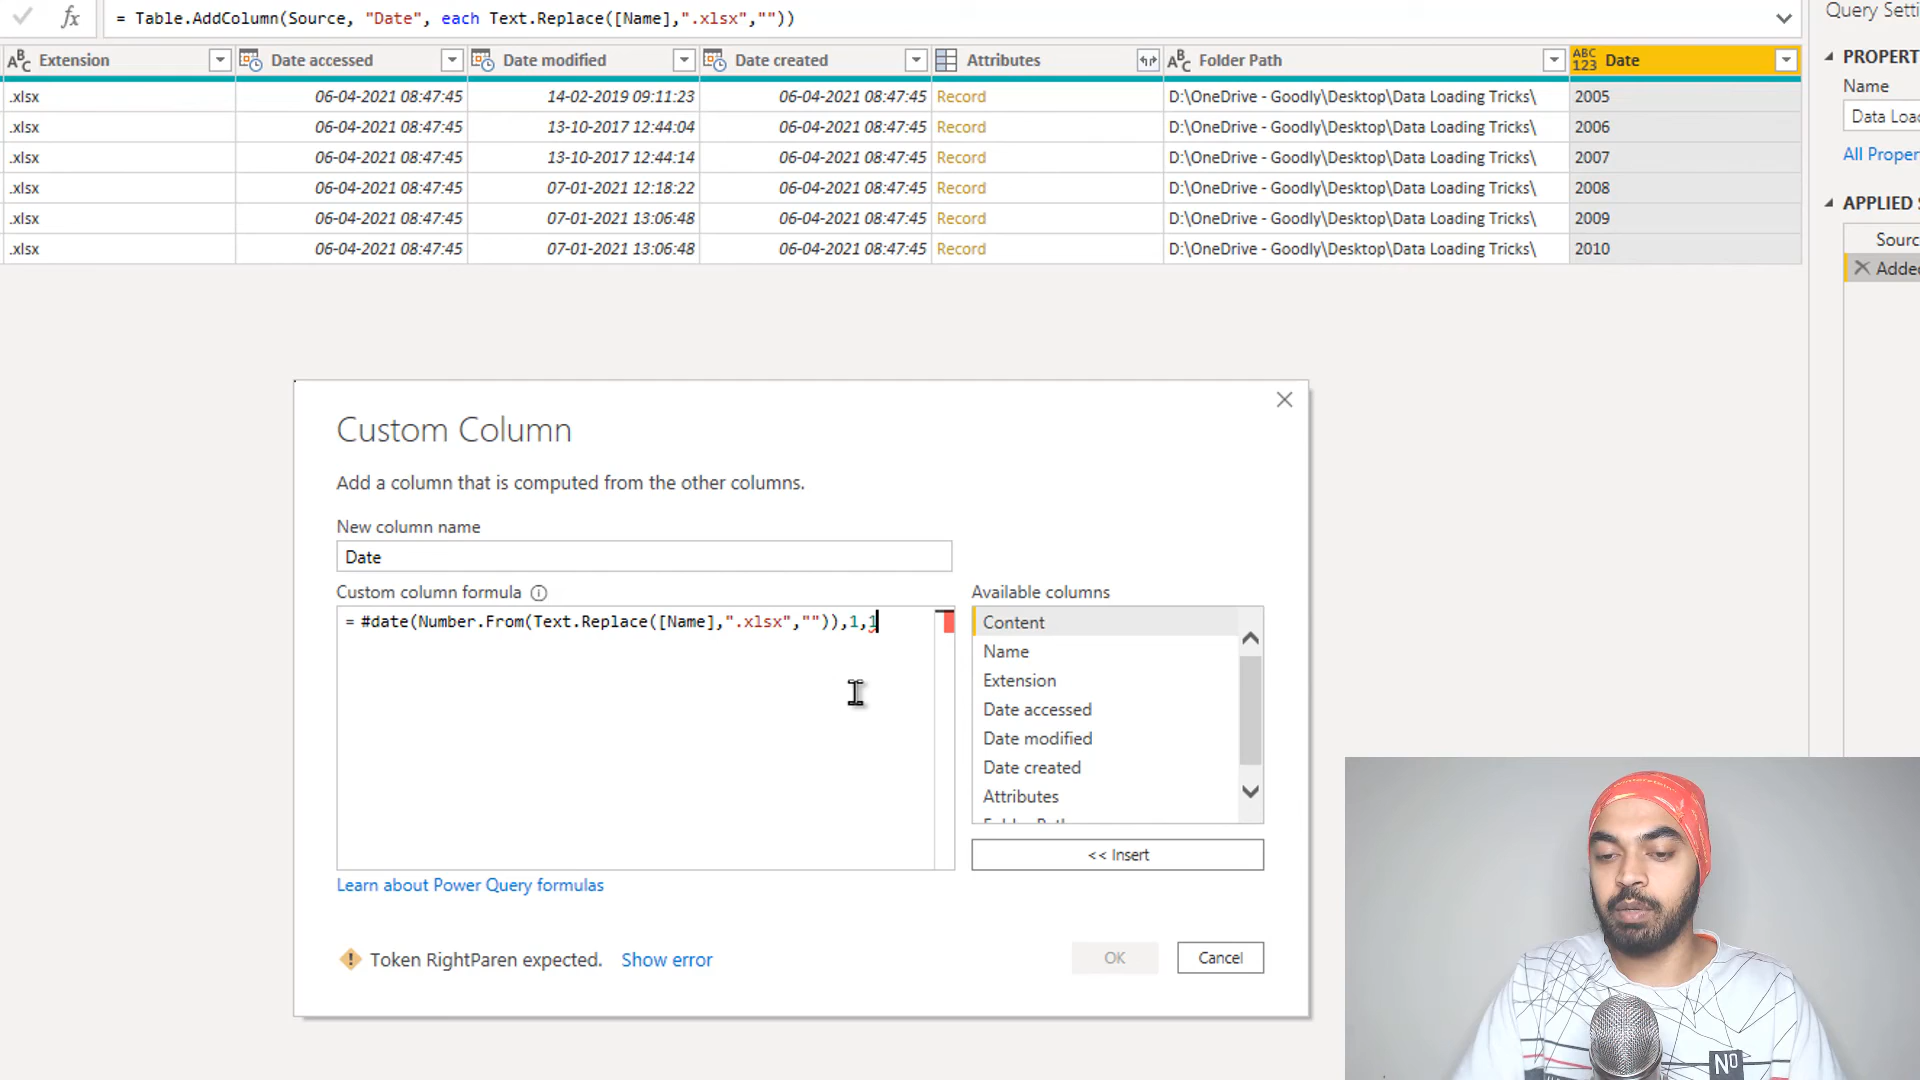 fx = Table.AddColumn(Source, "Date", each Text.Replace([Name],".xlsx",""))
Query Setti
ABC Extension Date accessed Date modified Date created Attributes ABC Folder Path ABC 123 Date
.xlsx 06-04-2021 08:47:45 14-02-2019 09:11:23 06-04-2021 08:47:45 Record D:\OneDrive - Goodly\Desktop\Data Loading Tricks\ 2005
.xlsx 06-04-2021 08:47:45 13-10-2017 12:44:04 06-04-2021 08:47:45 Record D:\OneDrive - Goodly\Desktop\Data Loading Tricks\ 2006
.xlsx 06-04-2021 08:47:45 13-10-2017 12:44:14 06-04-2021 08:47:45 Record D:\OneDrive - Goodly\Desktop\Data Loading Tricks\ 2007
.xlsx 06-04-2021 08:47:45 07-01-2021 12:18:22 06-04-2021 08:47:45 Record D:\OneDrive - Goodly\Desktop\Data Loading Tricks\ 2008
.xlsx 06-04-2021 08:47:45 07-01-2021 13:06:48 06-04-2021 08:47:45 Record D:\OneDrive - Goodly\Desktop\Data Loading Tricks\ 2009
.xlsx 06-04-2021 08:47:45 07-01-2021 13:06:48 06-04-2021 08:47:45 Record D:\OneDrive - Goodly\Desktop\Data Loading Tricks\ 2010
PROPERT
Name
Data Loac
All Proper
APPLIED S
Sourc
Addec
Custom Column
Add a column that is computed from the other columns.
New column name
Date
Custom column formula
= #date(Number.From(Text.Replace([Name],".xlsx","")),1,1
Available columns
Content
Name
Extension
Date accessed
Date modified
Date created
Attributes
<< Insert
Learn about Power Query formulas
Token RightParen expected. Show error
OK
Cancel
NO